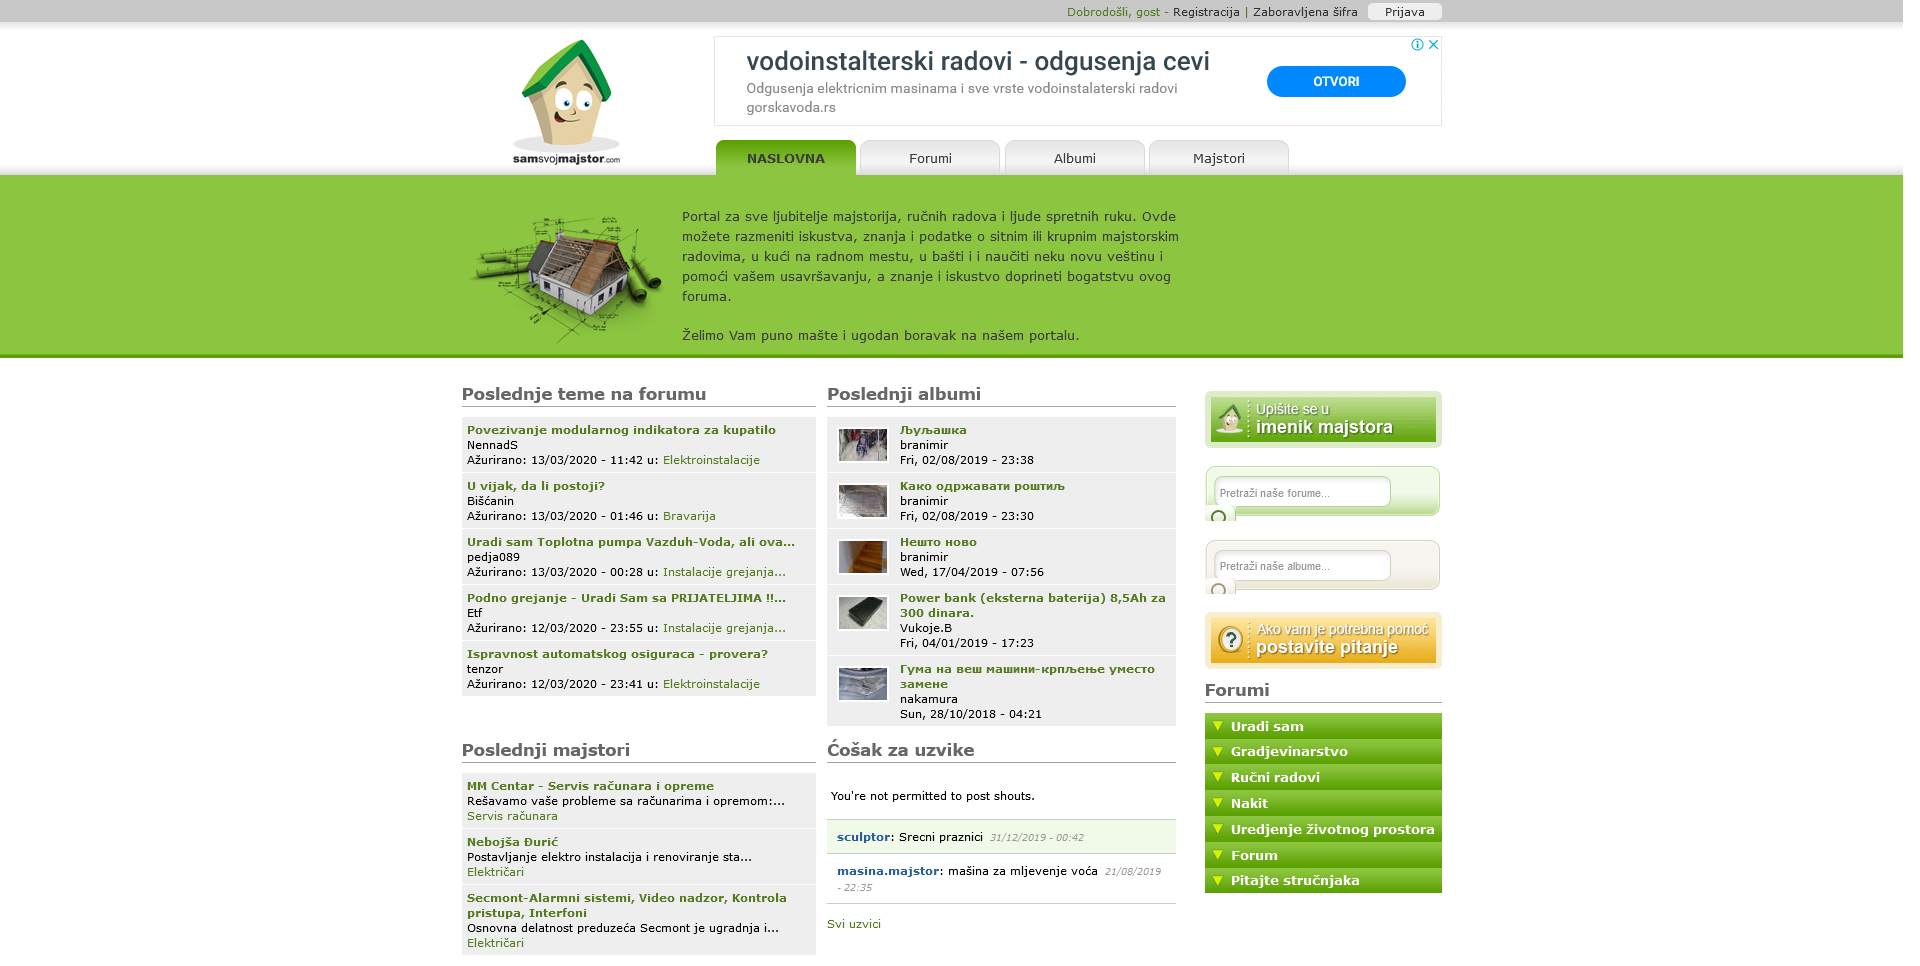 Dobrodošli, gost - Registracija | Zaboravljena šifra Prijava
vodoinstalterski radovi - odgusenja cevi
Odgusenja elektricnim masinama i sve vrste vodoinstalaterski radovi
gorskavoda.rs
OTVORI
samsvojmajstor.com
NASLOVNA Forumi Albumi Majstori
Portal za sve ljubitelje majstorija, ručnih radova i ljude spretnih ruku. Ovde
možete razmeniti iskustva, znanja i podatke o sitnim ili krupnim majstorskim
radovima, u kući na radnom mestu, u bašti i i naučiti neku novu veštinu i
pomoći vašem usavršavanju, a znanje i iskustvo doprineti bogatstvu ovog
foruma.
Želimo Vam puno mašte i ugodan boravak na našem portalu.
Poslednje teme na forumu
Povezivanje modularnog indikatora za kupatilo
NennadS
Ažurirano: 13/03/2020 - 11:42 u: Elektroinstalacije
U vijak, da li postoji?
Bišćanin
Ažurirano: 13/03/2020 - 01:46 u: Bravarija
Uradi sam Toplotna pumpa Vazduh-Voda, ali ova...
pedja089
Ažurirano: 13/03/2020 - 00:28 u: Instalacije grejanja...
Podno grejanje - Uradi Sam sa PRIJATELJIMA !!...
Etf
Ažurirano: 12/03/2020 - 23:55 u: Instalacije grejanja...
Ispravnost automatskog osiguraca - provera?
tenzor
Ažurirano: 12/03/2020 - 23:41 u: Elektroinstalacije
Poslednji albumi
Љуљашка
branimir
Fri, 02/08/2019 - 23:38
Како одржавати роштиљ
branimir
Fri, 02/08/2019 - 23:30
Нешто ново
branimir
Wed, 17/04/2019 - 07:56
Power bank (eksterna baterija) 8,5Ah za
300 dinara.
Vukoje.B
Fri, 04/01/2019 - 17:23
Гума на веш машини-крпљење уместо
замене
nakamura
Sun, 28/10/2018 - 04:21
Poslednji majstori
MM Centar - Servis računara i opreme
Rešavamo vaše probleme sa računarima i opremom:...
Servis računara
Nebojša Đurić
Postavljanje elektro instalacija i renoviranje sta...
Električari
Secmont-Alarmni sistemi, Video nadzor, Kontrola
pristupa, Interfoni
Osnovna delatnost preduzeća Secmont je ugradnja i...
Električari
Ćošak za uzvike
You're not permitted to post shouts.
sculptor: Srecni praznici 31/12/2019 - 00:42
masina.majstor: mašina za mljevenje voća 21/08/2019
- 22:35
Svi uzvici
Upišite se u
imenik majstora
Pretraži naše forume...
Pretraži naše albume...
Ako vam je potrebna pomoć
postavite pitanje
Forumi
Uradi sam
Gradjevinarstvo
Ručni radovi
Nakit
Uredjenje životnog prostora
Forum
Pitajte stručnjaka